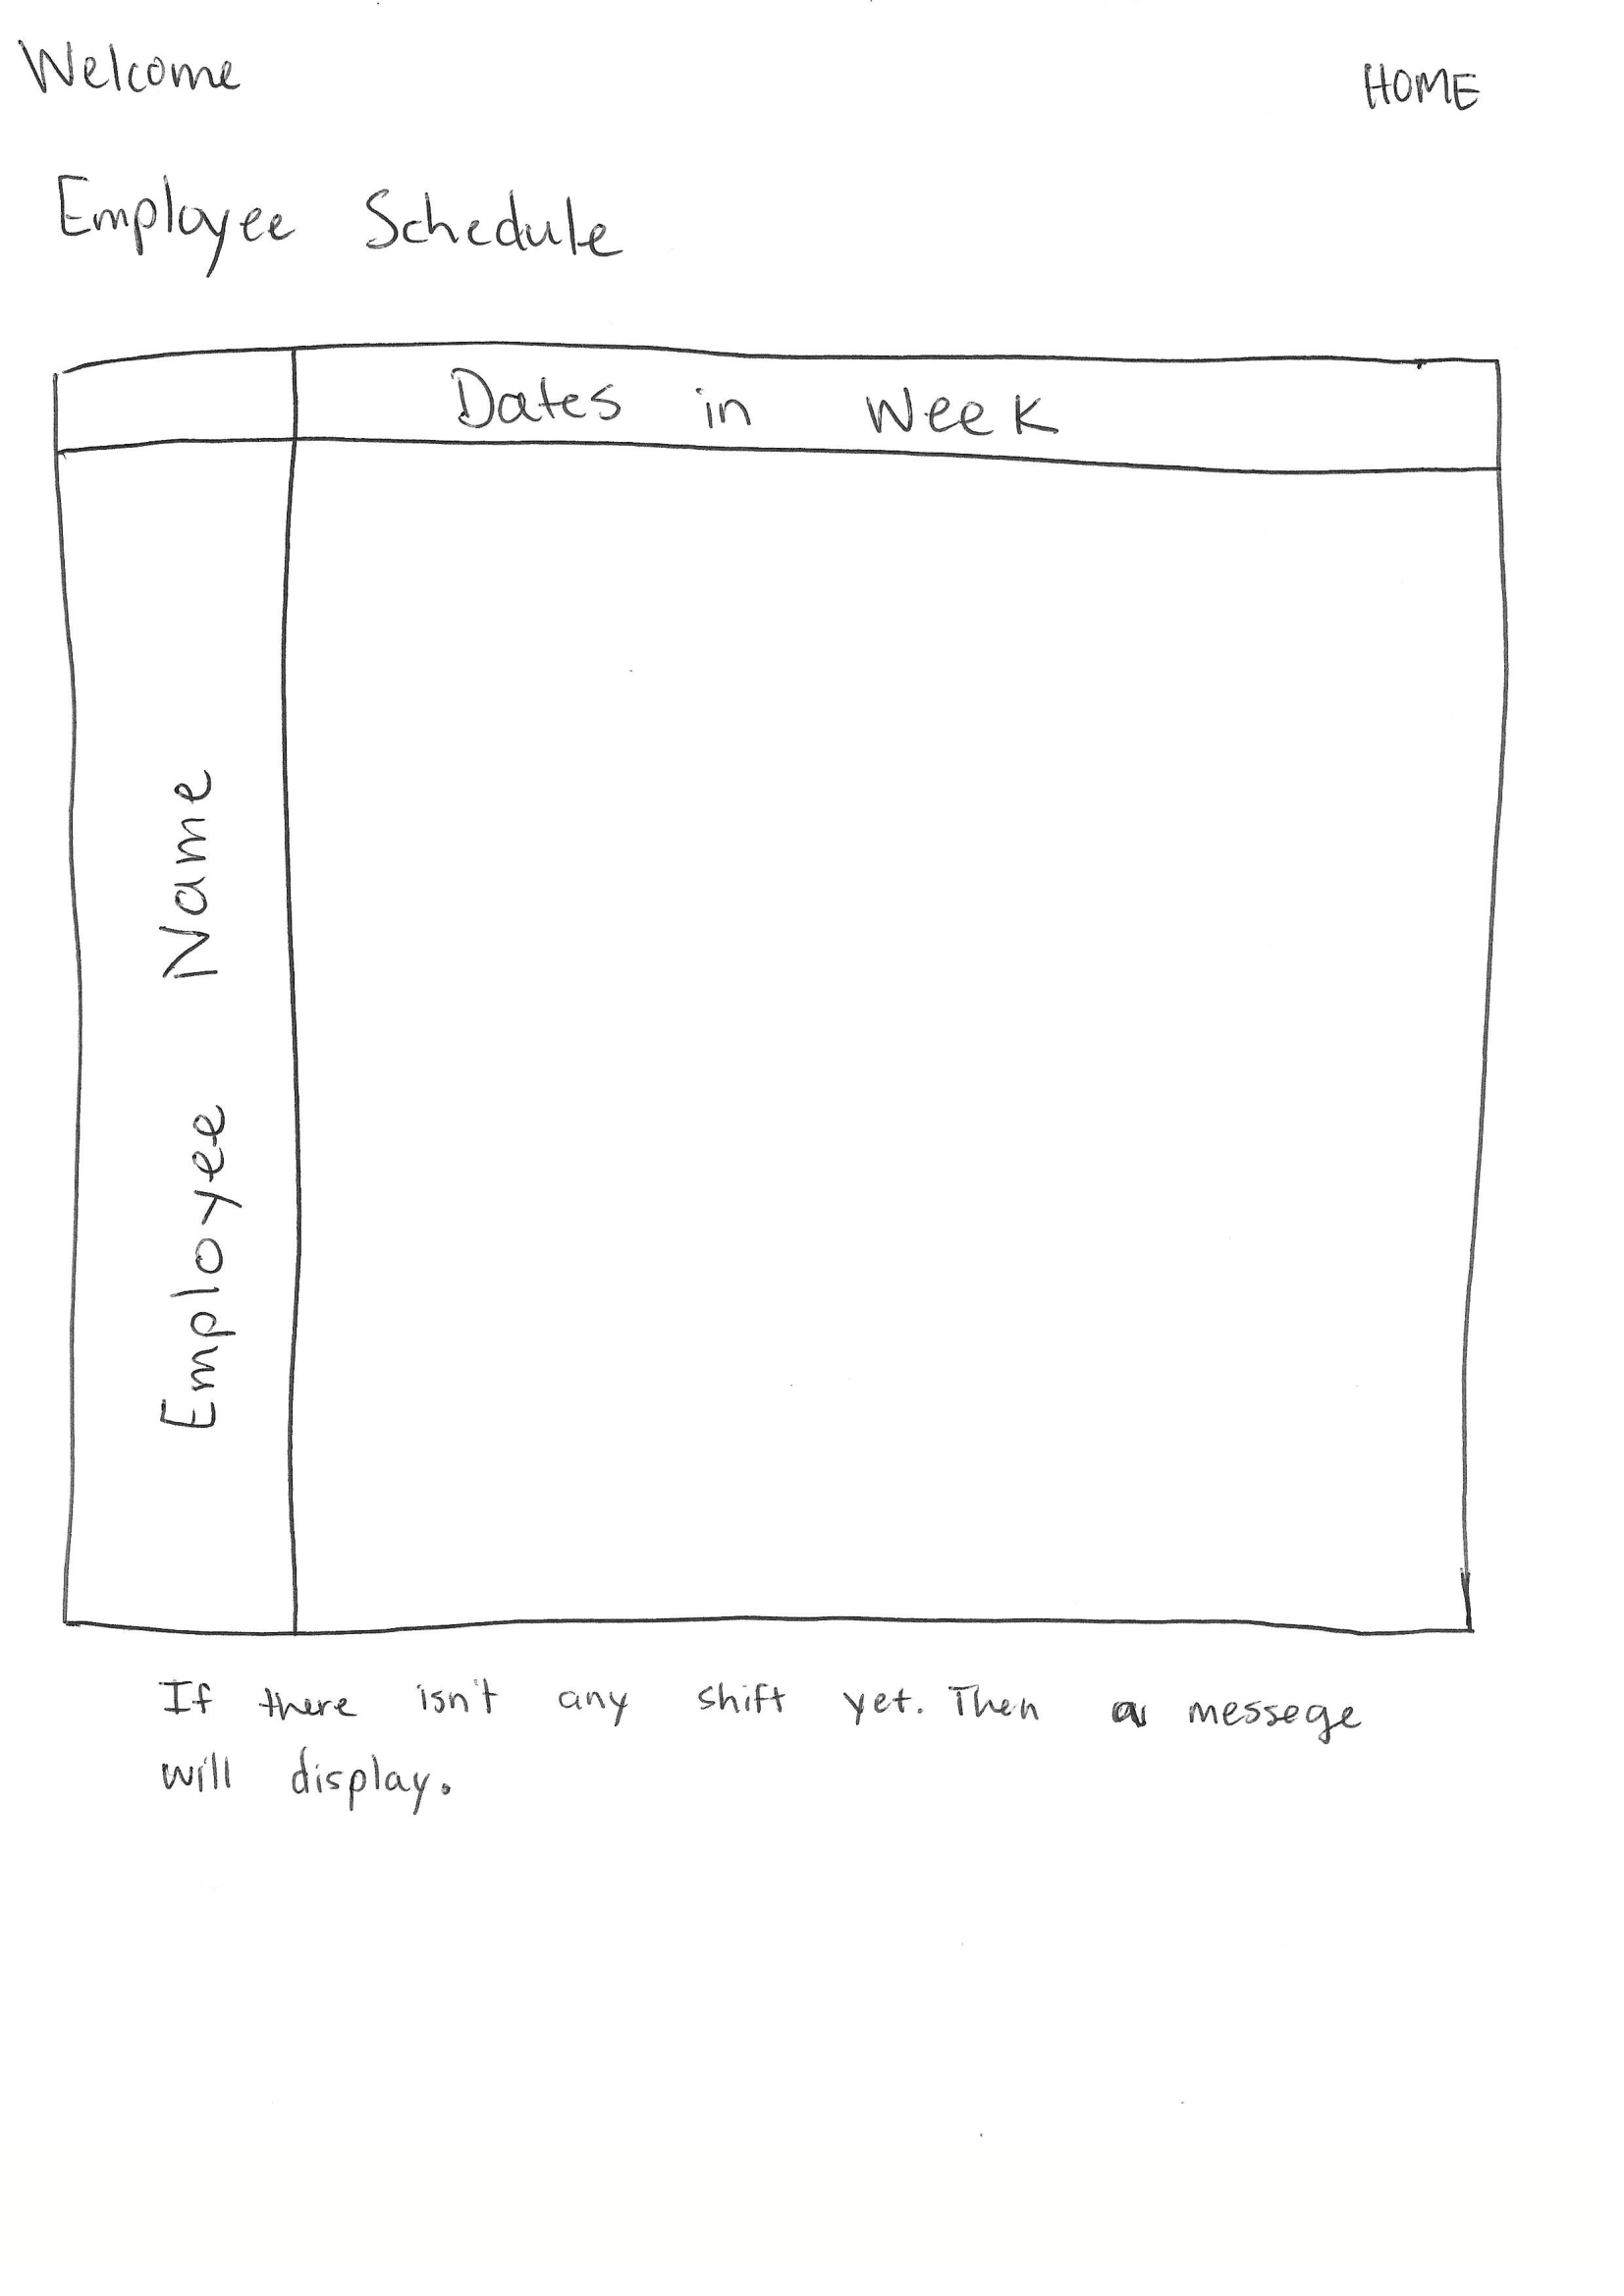 Welcome
HOME
Employee Schedule
Dates in Week
Employee Name
If there isn't any shift yet. Then a messege
will display.